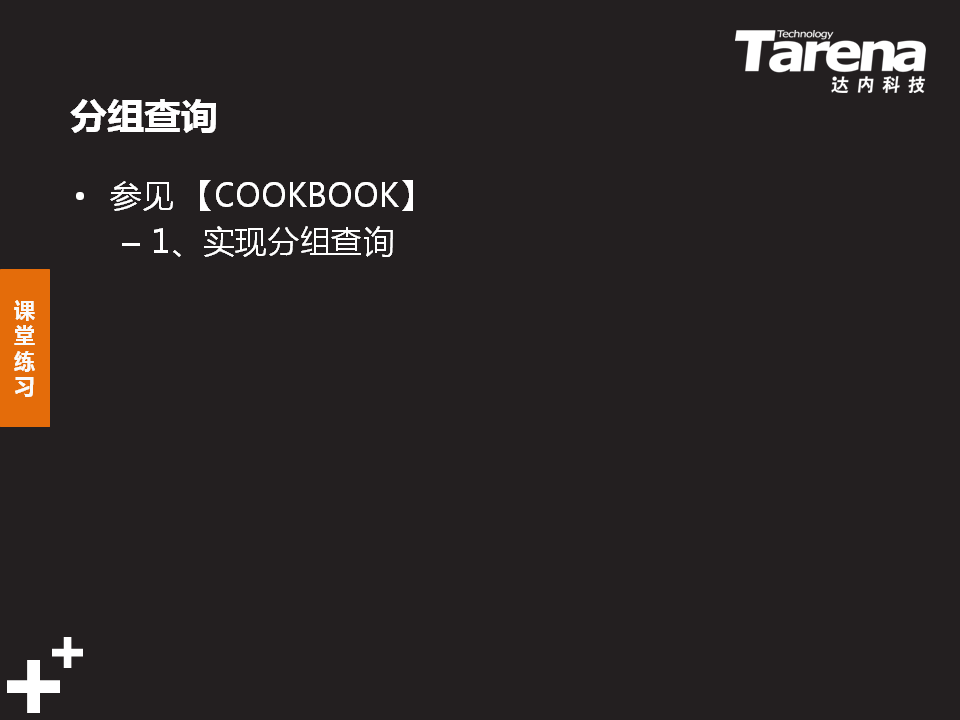 Technology
Tarena
达内科技
分组查询
• 参见 【COOKBOOK】
– 1、实现分组查询
课堂练习